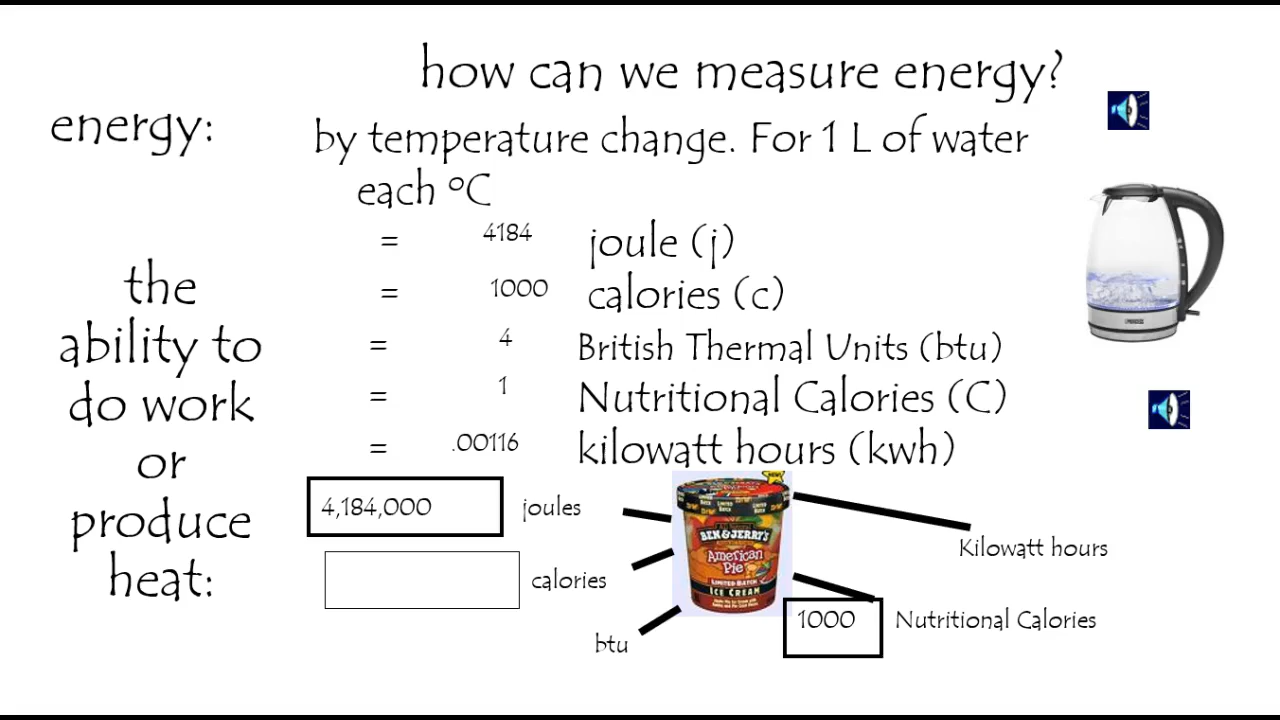 how can we measure energy?
energy:
by temperature change. For 1 L of water
each °C
= 4184 joule (j)
= 1000 calories (c)
= 4 British Thermal Units (btu)
= 1 Nutritional Calories (C)
= .00116 kilowatt hours (kwh)
the
ability to
do work
or
produce
heat:
4,184,000 joules
calories
btu
BEN & JERRY'S
American
Pie
LIMITED BATCH
ICE CREAM
Kilowatt hours
1000 Nutritional Calories